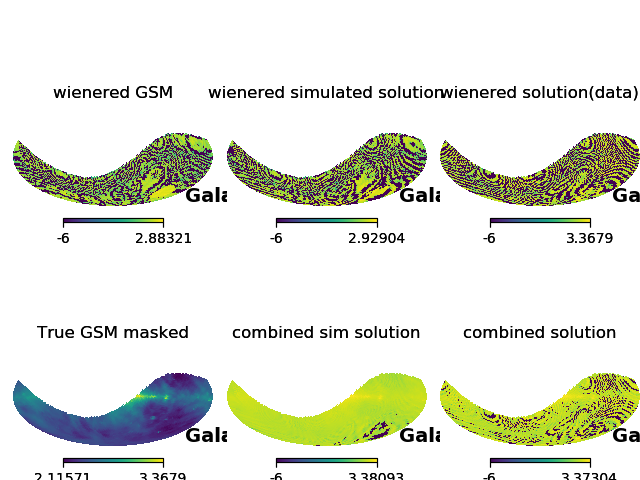 wienered GSM
wienered simulated solution
wienered solution(data)
Gala
Gala
Ga
-6 2.88321
-6 2.92904
-6 3.3679
True GSM masked
combined sim solution
combined solution
Gala
Gala
Ga
2.11571 3.3679
-6 3.38093
-6 3.37304